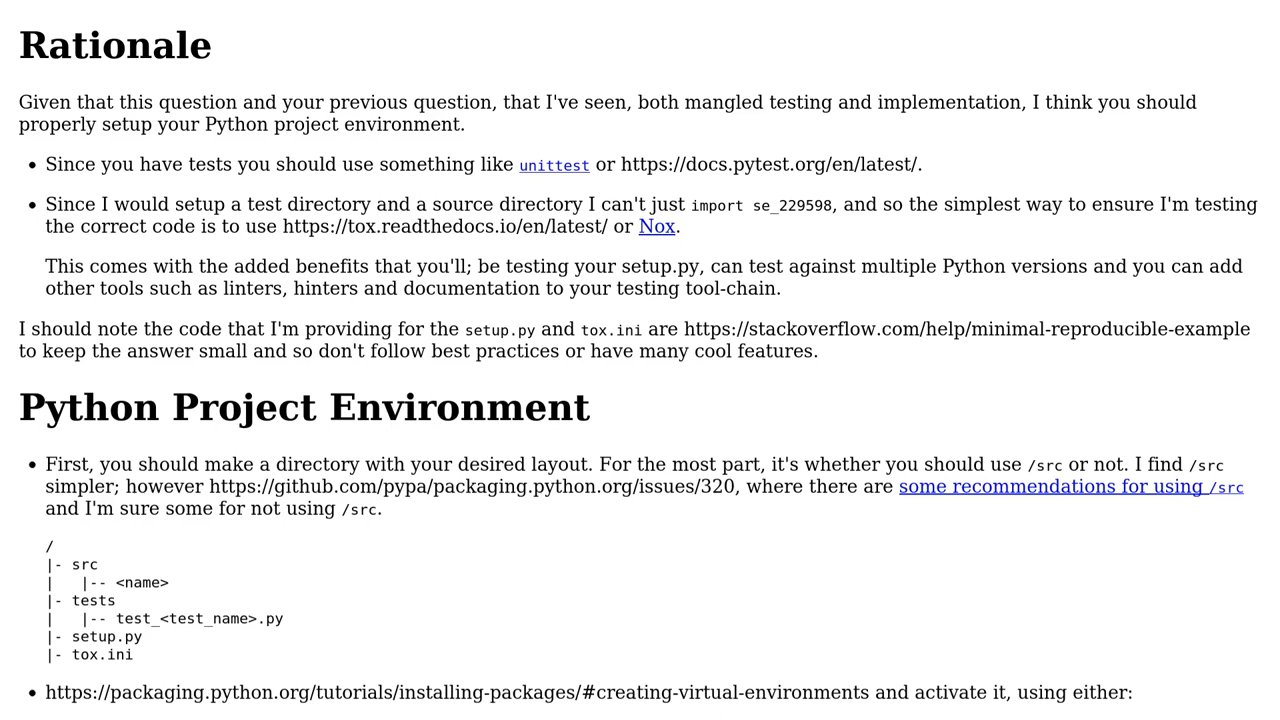 Rationale
Given that this question and your previous question, that I've seen, both mangled testing and implementation, I think you should
properly setup your Python project environment.
• Since you have tests you should use something like unittest or https://docs.pytest.org/en/latest/.
• Since I would setup a test directory and a source directory I can't just import se_229598, and so the simplest way to ensure I'm testing
the correct code is to use https://tox.readthedocs.io/en/latest/ or Nox.
This comes with the added benefits that you'll; be testing your setup.py, can test against multiple Python versions and you can add
other tools such as linters, hinters and documentation to your testing tool-chain.
I should note the code that I'm providing for the setup.py and tox.ini are https://stackoverflow.com/help/minimal-reproducible-example
to keep the answer small and so don't follow best practices or have many cool features.
Python Project Environment
• First, you should make a directory with your desired layout. For the most part, it's whether you should use /src or not. I find /src
simpler; however https://github.com/pypa/packaging.python.org/issues/320, where there are some recommendations for using /src
and I'm sure some for not using /src.
/
|- src
|   |-- <name>
|- tests
|   |-- test_<test_name>.py
|- setup.py
|- tox.ini
• https://packaging.python.org/tutorials/installing-packages/#creating-virtual-environments and activate it, using either: